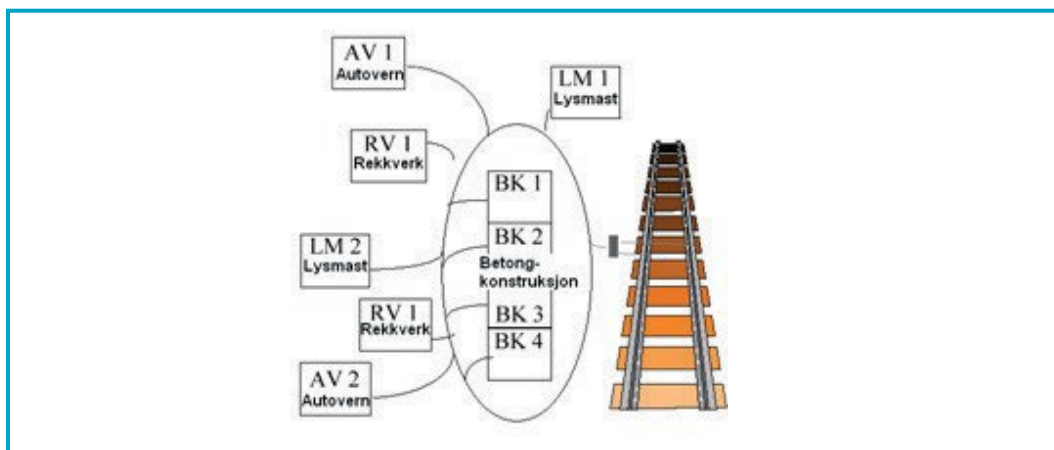 AV 1
Autovern
LM 1
Lysmast
RV 1
Rekkverk
BK 1
BK 2
LM 2
Lysmast
Betong-
konstruksjon
RV 1
Rekkverk
BK 3
BK 4
AV 2
Autovern